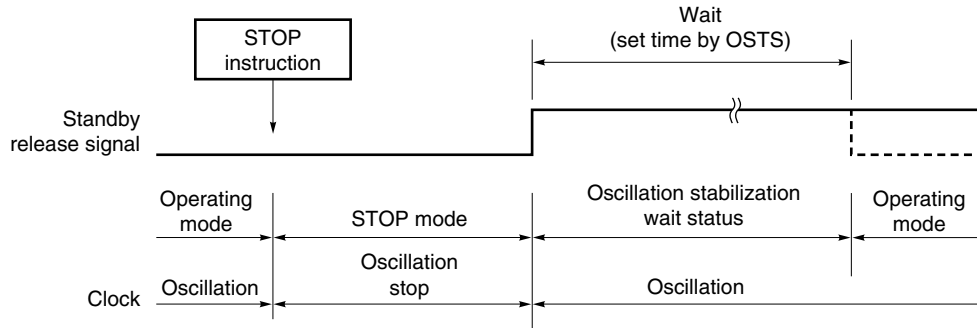 Wait
(set time by OSTS)
STOP
instruction
Standby
release signal
Operating
mode
STOP mode
Oscillation stabilization
wait status
Operating
mode
Clock
Oscillation
Oscillation
stop
Oscillation